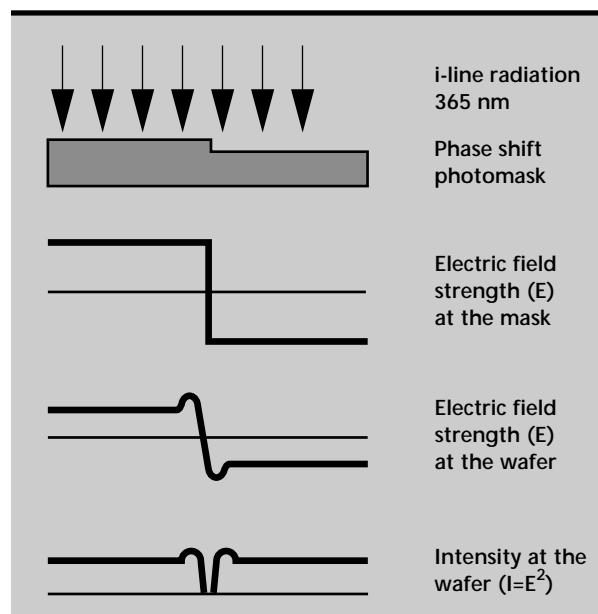 i-line radiation
365 nm
Phase shift
photomask
Electric field
strength (E)
at the mask
Electric field
strength (E)
at the wafer
Intensity at the
wafer (I=E²)